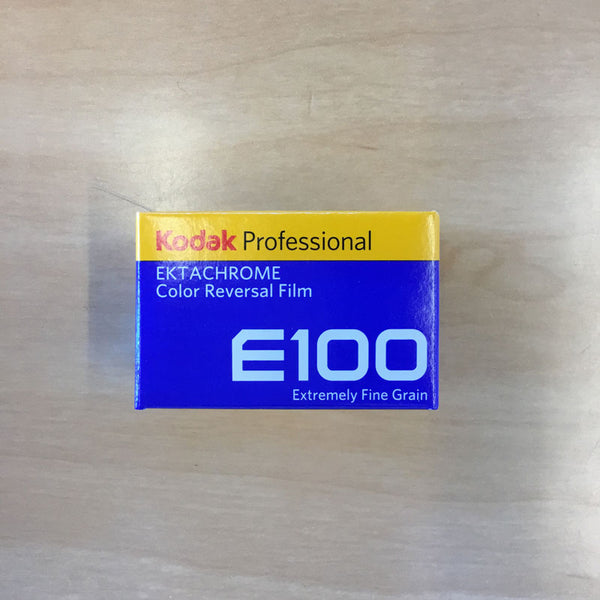 Kodak Professional
EKTACHROME
Color Reversal Film
E100
Extremely Fine Grain